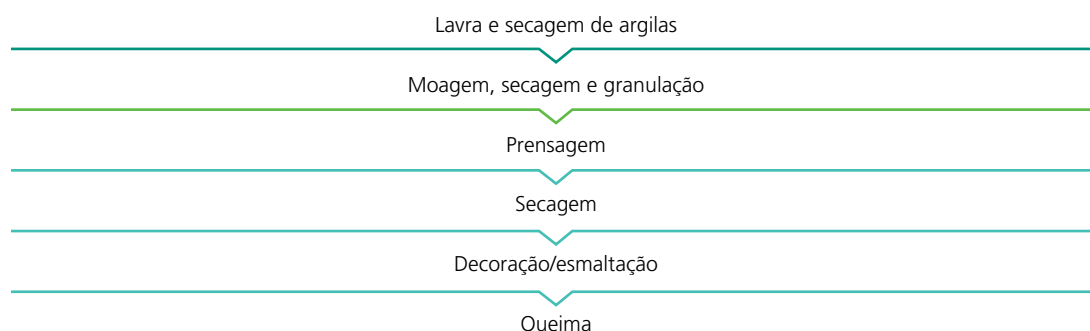 Lavra e secagem de argilas
Moagem, secagem e granulação
Prensagem
Secagem
Decoração/esmaltação
Queima